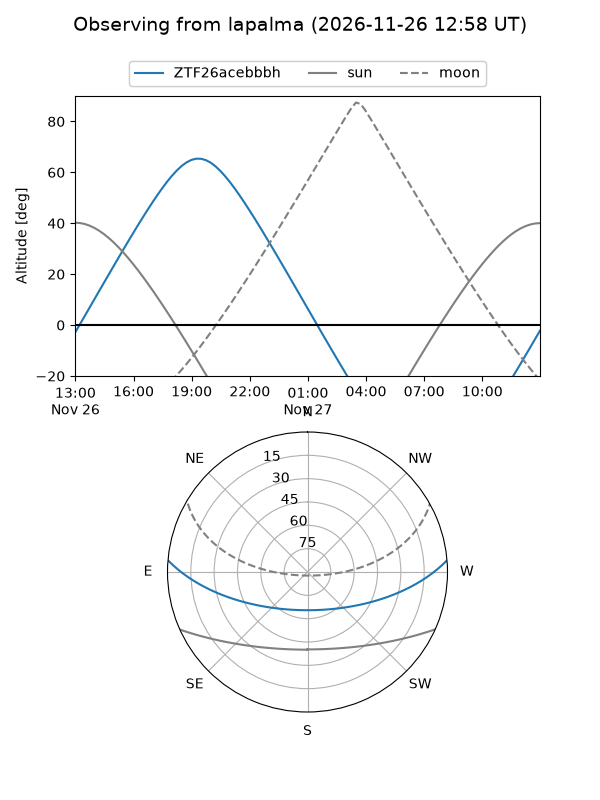 Observing from lapalma (2026-11-26 12:58 UT)
ZTF26acebbbh sun moon
Altitude [deg]
80
60
40
20
0
−20
13:00 16:00 19:00 22:00 01:00 04:00 07:00 10:00
Nov 26 Nov 27
N
NE NW
15
30
45
60
75
E W
SE SW
S